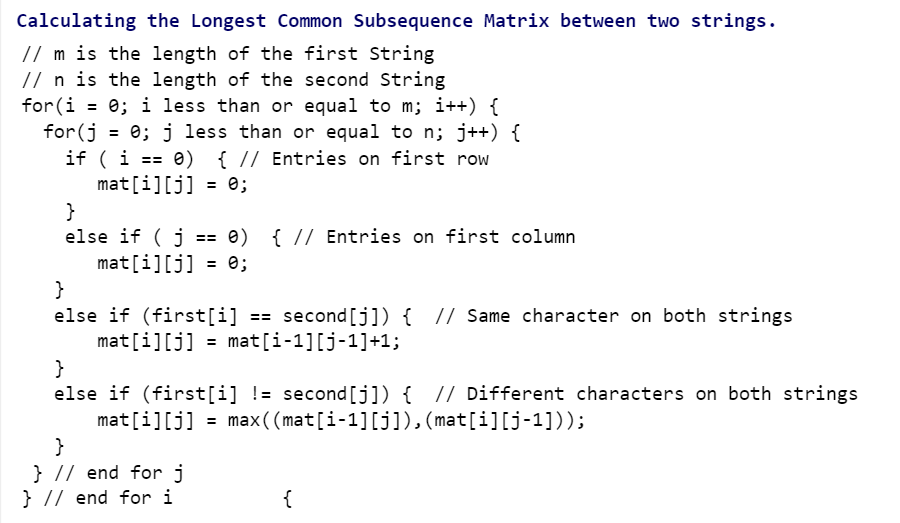 Calculating the Longest Common Subsequence Matrix between two strings.
// m is the length of the first String
// n is the length of the second String
for(i = 0; i less than or equal to m; i++) {
for(j = 0; j less than or equal to n; j++) {
if ( i == 0)  { // Entries on first row
mat[i][j] = 0;
}
else if ( j == 0)  { // Entries on first column
mat[i][j] = 0;
}
else if (first[i] == second[j]) {  // Same character on both strings
mat[i][j] = mat[i-1][j-1]+1;
}
else if (first[i] != second[j]) {  // Different characters on both strings
mat[i][j] = max((mat[i-1][j]),(mat[i][j-1]));
}
} // end for j
} // end for i          {